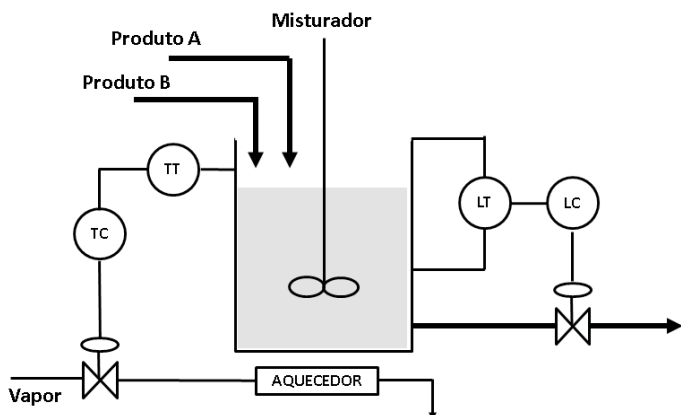 Misturador
Produto A
Produto B
TT
LT
LC
TC
AQUECEDOR
Vapor